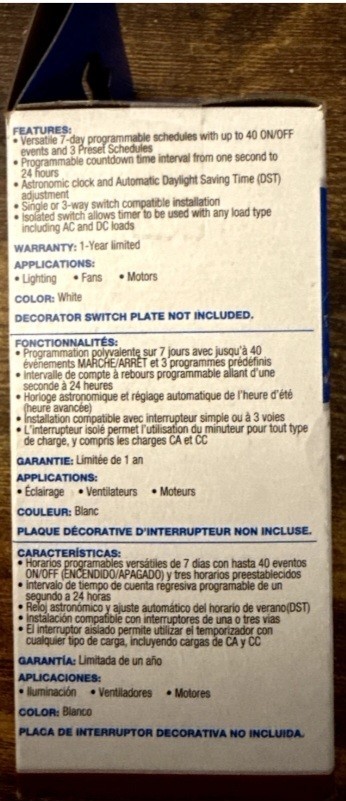 FEATURES:
• Versatile 7-day programmable schedules with up to 40 ON/OFF
events and 3 Preset Schedules
• Programmable countdown time interval from one second to
24 hours
• Astronomic clock and Automatic Daylight Saving Time (DST)
adjustment
• Single or 3-way switch compatible installation
• Isolated switch allows timer to be used with any load type
including AC and DC loads
WARRANTY: 1-Year limited
APPLICATIONS:
• Lighting • Fans • Motors
COLOR: White
DECORATOR SWITCH PLATE NOT INCLUDED.
FONCTIONNALITÉS:
• Programmation polyvalente sur 7 jours avec jusqu'à 40
événements MARCHE/ARRÊT et 3 programmes prédéfinis
• Intervalle de compte à rebours programmable allant d'une
seconde à 24 heures
• Horloge astronomique et réglage automatique de l'heure d'été
(heure avancée)
• Installation compatible avec interrupteur simple ou à 3 voies
• L'interrupteur isolé permet l'utilisation du minuteur pour tout type
de charge, y compris les charges CA et CC
GARANTIE: Limitée de 1 an
APPLICATIONS:
• Éclairage • Ventilateurs • Moteurs
COULEUR: Blanc
PLAQUE DÉCORATIVE D'INTERRUPTEUR NON INCLUSE.
CARACTERÍSTICAS:
• Horarios programables versátiles de 7 días con hasta 40 eventos
ON/OFF (ENCENDIDO/APAGADO) y tres horarios preestablecidos
• Intervalo de tiempo de cuenta regresiva programable de un
segundo a 24 horas
• Reloj astronómico y ajuste automático del horario de verano(DST)
• Instalación compatible con interruptores de una o tres vías
• El interruptor aislado permite utilizar el temporizador con
cualquier tipo de carga, incluyendo cargas de CA y CC
GARANTÍA: Limitada de un año
APLICACIONES:
• Iluminación • Ventiladores • Motores
COLOR: Blanco
PLACA DE INTERRUPTOR DECORATIVA NO INCLUIDA.